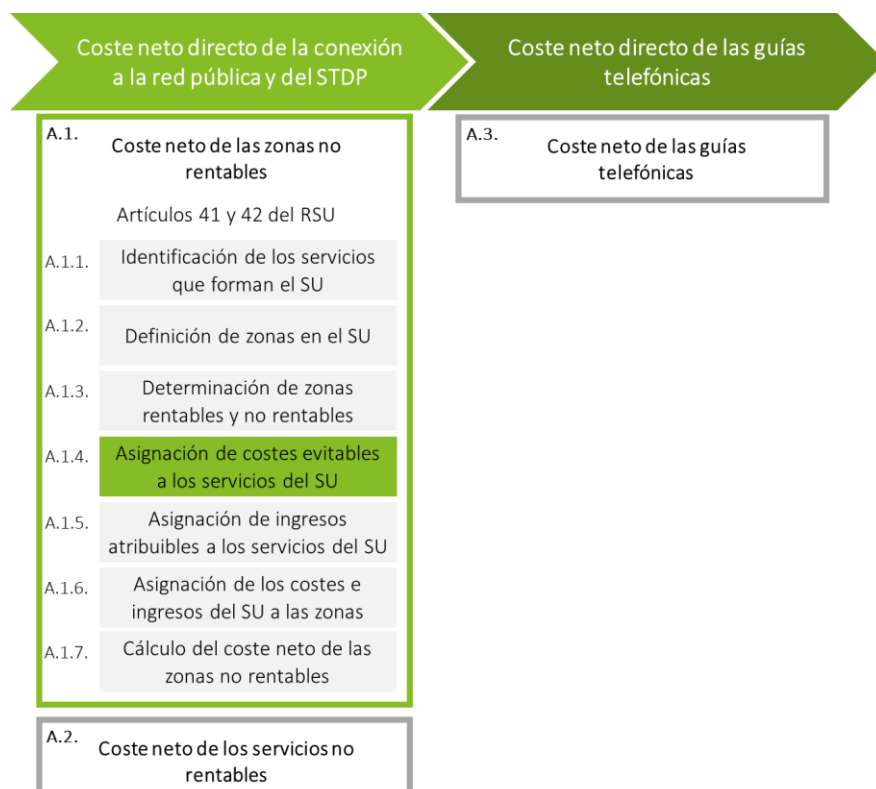 Coste neto directo de la conexión
a la red pública y del STDP
Coste neto directo de las guías
telefónicas
A.1.
Coste neto de las zonas no
rentables
Artículos 41 y 42 del RSU
A.1.1.
Identificación de los servicios
que forman el SU
A.1.2.
Definición de zonas en el SU
A.1.3.
Determinación de zonas
rentables y no rentables
A.1.4.
Asignación de costes evitables
a los servicios del SU
A.1.5.
Asignación de ingresos
atribuibles a los servicios del SU
A.1.6.
Asignación de los costes e
ingresos del SU a las zonas
A.1.7.
Cálculo del coste neto de las
zonas no rentables
A.2.
Coste neto de los servicios no
rentables
A.3.
Coste neto de las guías
telefónicas